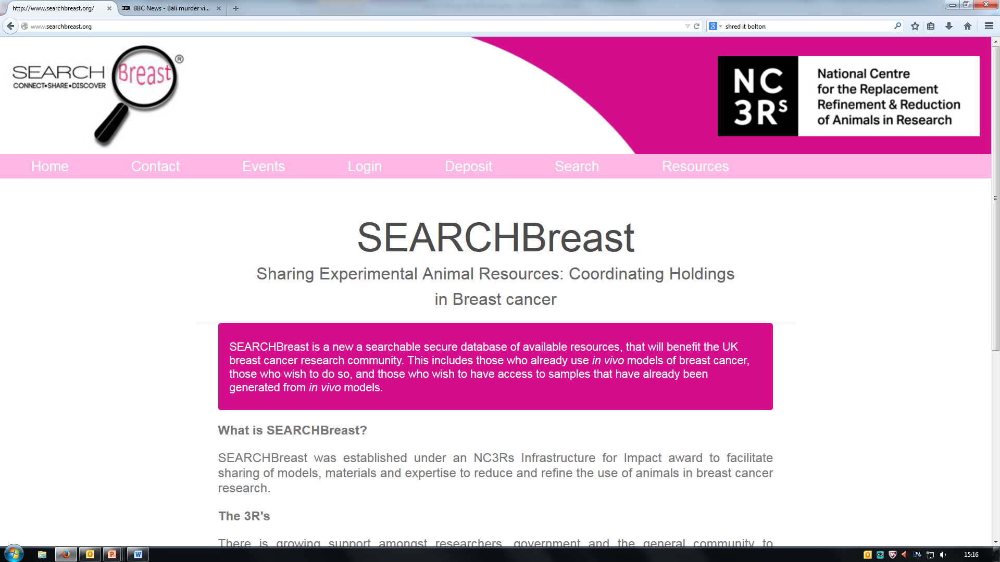 http://www.searchbreast.org/
BBC News - Bali murder vi...
www.searchbreast.org
shred it bolton
SEARCH Breast ®
CONNECT•SHARE•DISCOVER
NC
3Rs
National Centre
for the Replacement
Refinement & Reduction
of Animals in Research
Home Contact Events Login Deposit Search Resources
SEARCHBreast
Sharing Experimental Animal Resources: Coordinating Holdings
in Breast cancer
SEARCHBreast is a new a searchable secure database of available resources, that will benefit the UK
breast cancer research community. This includes those who already use in vivo models of breast cancer,
those who wish to do so, and those who wish to have access to samples that have already been
generated from in vivo models.
What is SEARCHBreast?
SEARCHBreast was established under an NC3Rs Infrastructure for Impact award to facilitate
sharing of models, materials and expertise to reduce and refine the use of animals in breast cancer
research.
The 3R's
There is growing support amongst researchers, government and the general community to
15:16